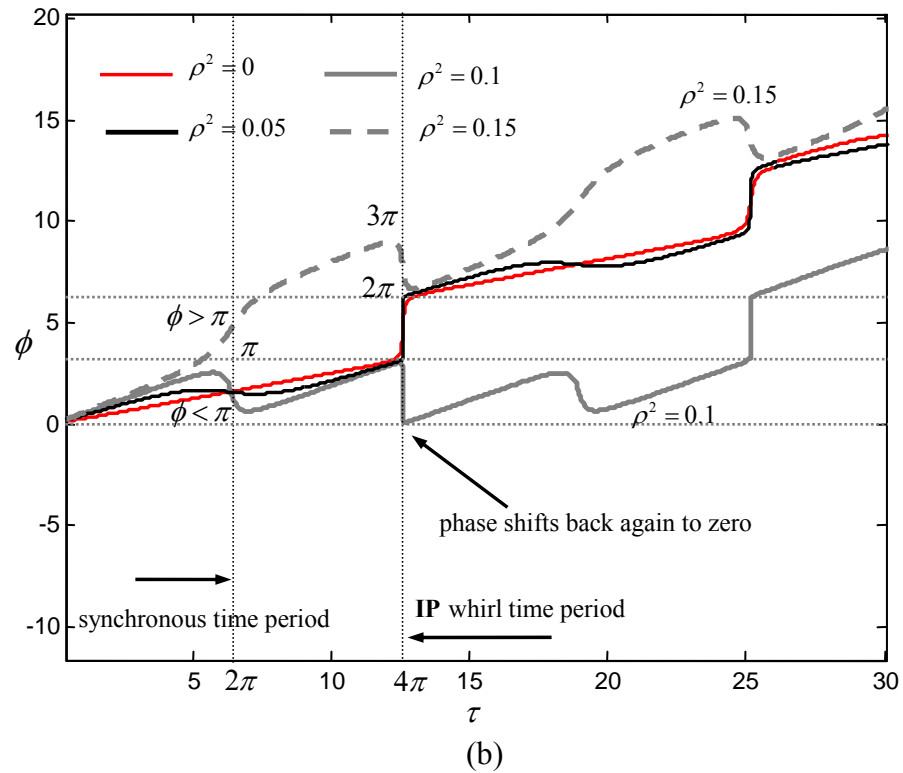 20
ρ² = 0
ρ² = 0.1
ρ² = 0.05
ρ² = 0.15
ρ² = 0.15
15
10
3π
2π
ϕ > π
5
π
ϕ
ϕ < π
0
ρ² = 0.1
phase shifts back again to zero
-5
synchronous time period
IP whirl time period
-10
5
2π
10
4π
15
20
25
30
τ
(b)